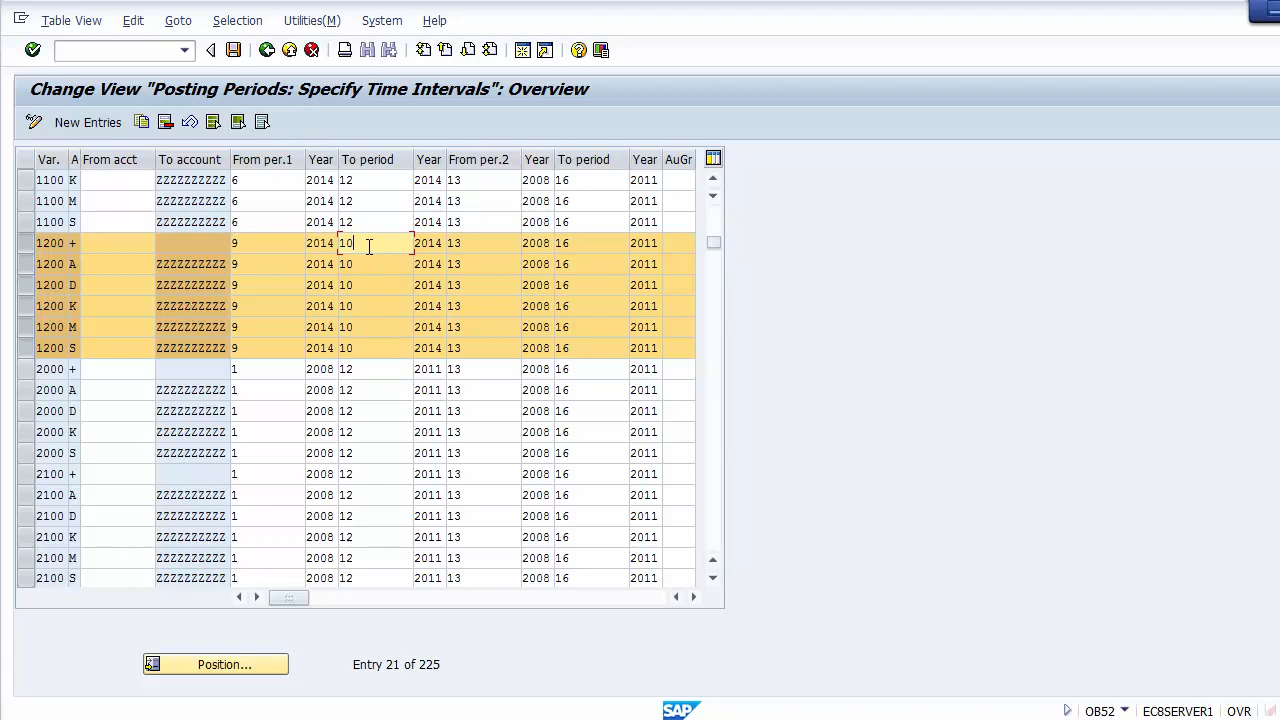 Table View Edit Goto Selection Utilities(M) System Help
Change View "Posting Periods: Specify Time Intervals": Overview
New Entries
Var. A From acct To account From per.1 Year To period Year From per.2 Year To period Year AuGr
1100 K ZZZZZZZZZZ 6 2014 12 2014 13 2008 16 2011
1100 M ZZZZZZZZZZ 6 2014 12 2014 13 2008 16 2011
1100 S ZZZZZZZZZZ 6 2014 12 2014 13 2008 16 2011
1200 + 9 2014 10 2014 13 2008 16 2011
1200 A ZZZZZZZZZZ 9 2014 10 2014 13 2008 16 2011
1200 D ZZZZZZZZZZ 9 2014 10 2014 13 2008 16 2011
1200 K ZZZZZZZZZZ 9 2014 10 2014 13 2008 16 2011
1200 M ZZZZZZZZZZ 9 2014 10 2014 13 2008 16 2011
1200 S ZZZZZZZZZZ 9 2014 10 2014 13 2008 16 2011
2000 + 1 2008 12 2011 13 2008 16 2011
2000 A ZZZZZZZZZZ 1 2008 12 2011 13 2008 16 2011
2000 D ZZZZZZZZZZ 1 2008 12 2011 13 2008 16 2011
2000 K ZZZZZZZZZZ 1 2008 12 2011 13 2008 16 2011
2000 S ZZZZZZZZZZ 1 2008 12 2011 13 2008 16 2011
2100 + 1 2008 12 2011 13 2008 16 2011
2100 A ZZZZZZZZZZ 1 2008 12 2011 13 2008 16 2011
2100 D ZZZZZZZZZZ 1 2008 12 2011 13 2008 16 2011
2100 K ZZZZZZZZZZ 1 2008 12 2011 13 2008 16 2011
2100 M ZZZZZZZZZZ 1 2008 12 2011 13 2008 16 2011
2100 S ZZZZZZZZZZ 1 2008 12 2011 13 2008 16 2011
Position... Entry 21 of 225
SAP OB52 EC8SERVER1 OVR